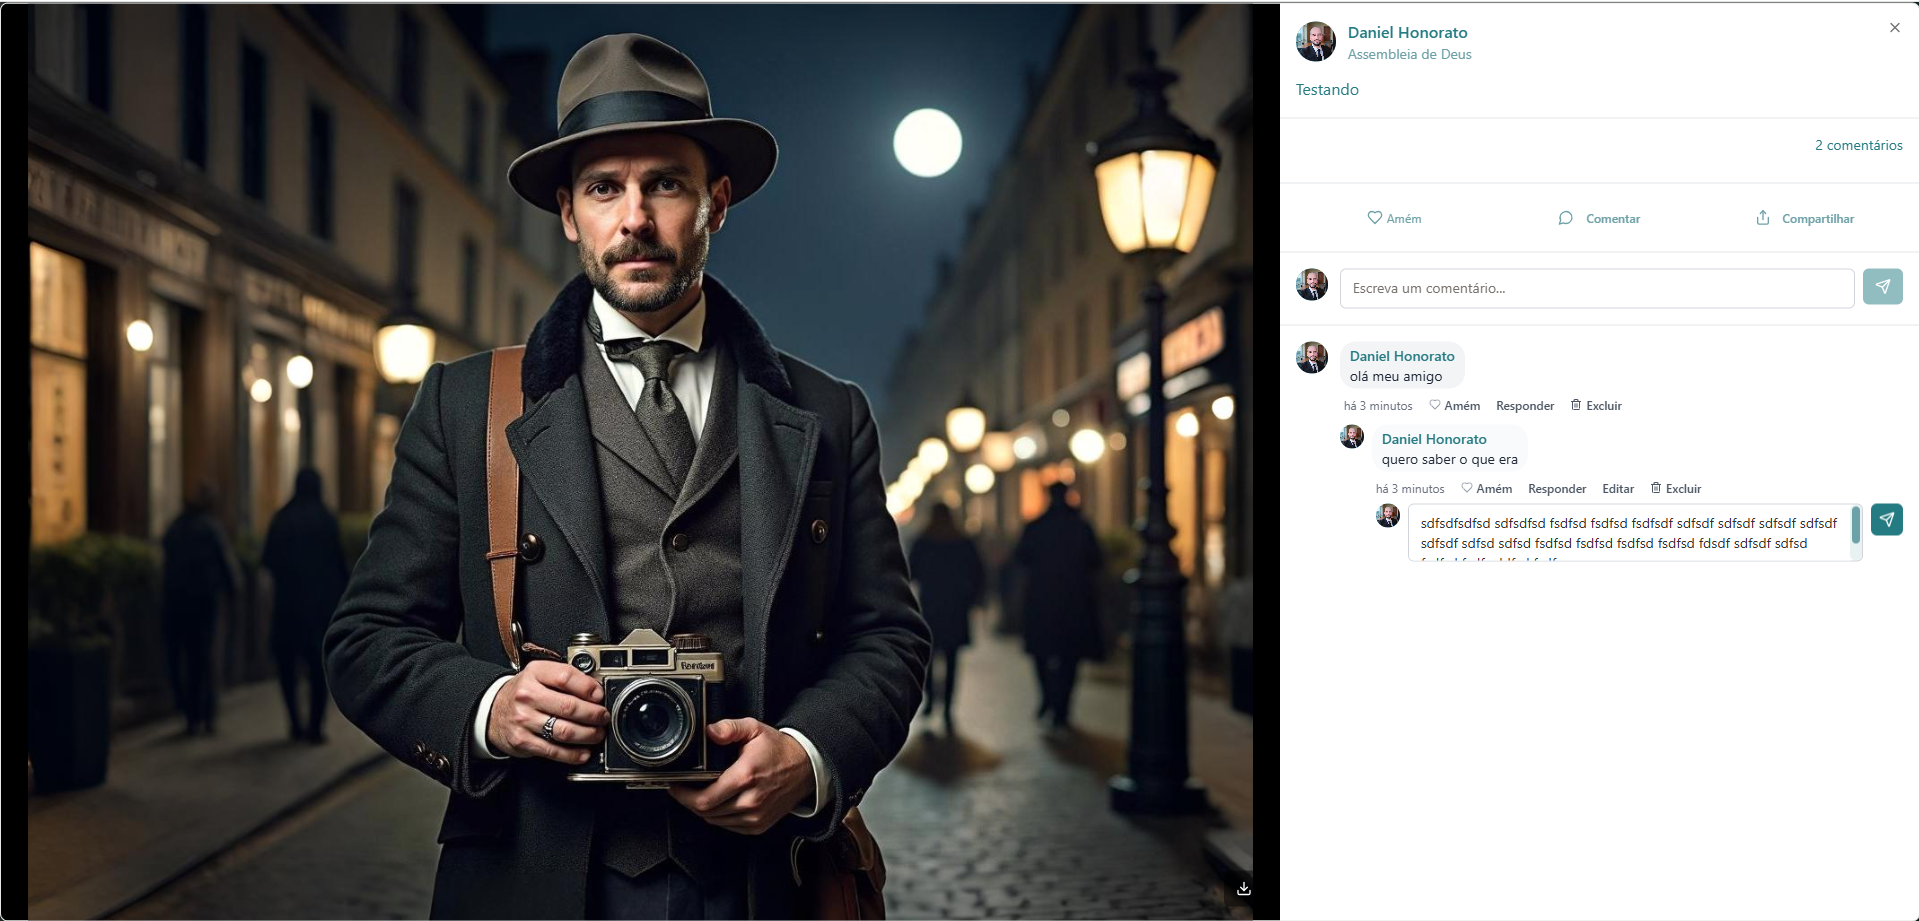 Daniel Honorato
Assembleia de Deus
Testando
2 comentários
Amém Comentar Compartilhar
Escreva um comentário...
Daniel Honorato
olá meu amigo
há 3 minutos Amém Responder Excluir
Daniel Honorato
quero saber o que era
há 3 minutos Amém Responder Editar Excluir
sdfsdfsdfsd sdfsdfsd fsdfsd fsdfsd fsdfsdf sdfsdf sdfsdf sdfsdf sdfsdf
sdfsdf sdfsd sdfsd fsdfsd fsdfsd fsdfsd fsdfsd fdsdf sdfsdf sdfsd